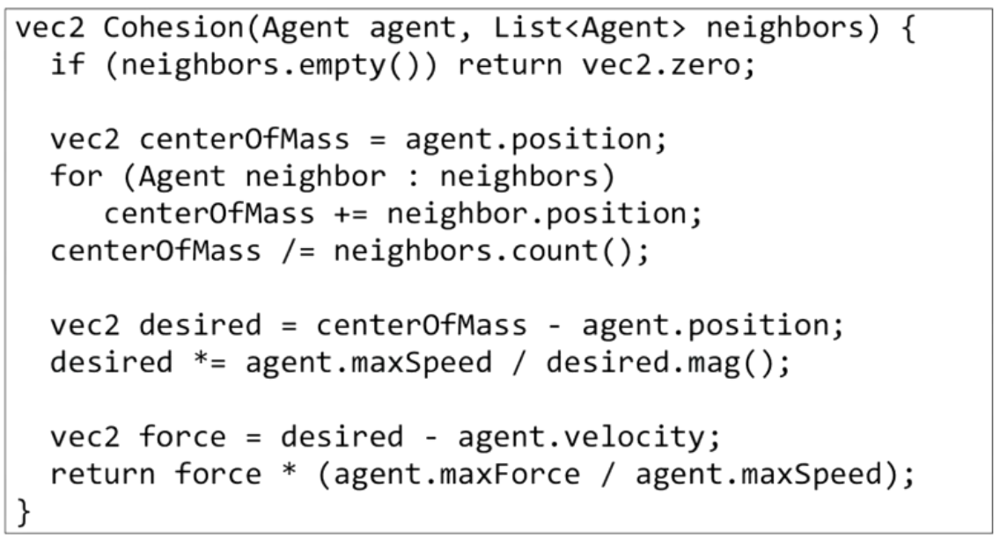 vec2 Cohesion(Agent agent, List<Agent> neighbors) {
  if (neighbors.empty()) return vec2.zero;

  vec2 centerOfMass = agent.position;
  for (Agent neighbor : neighbors)
     centerOfMass += neighbor.position;
  centerOfMass /= neighbors.count();

  vec2 desired = centerOfMass - agent.position;
  desired *= agent.maxSpeed / desired.mag();

  vec2 force = desired - agent.velocity;
  return force * (agent.maxForce / agent.maxSpeed);
}